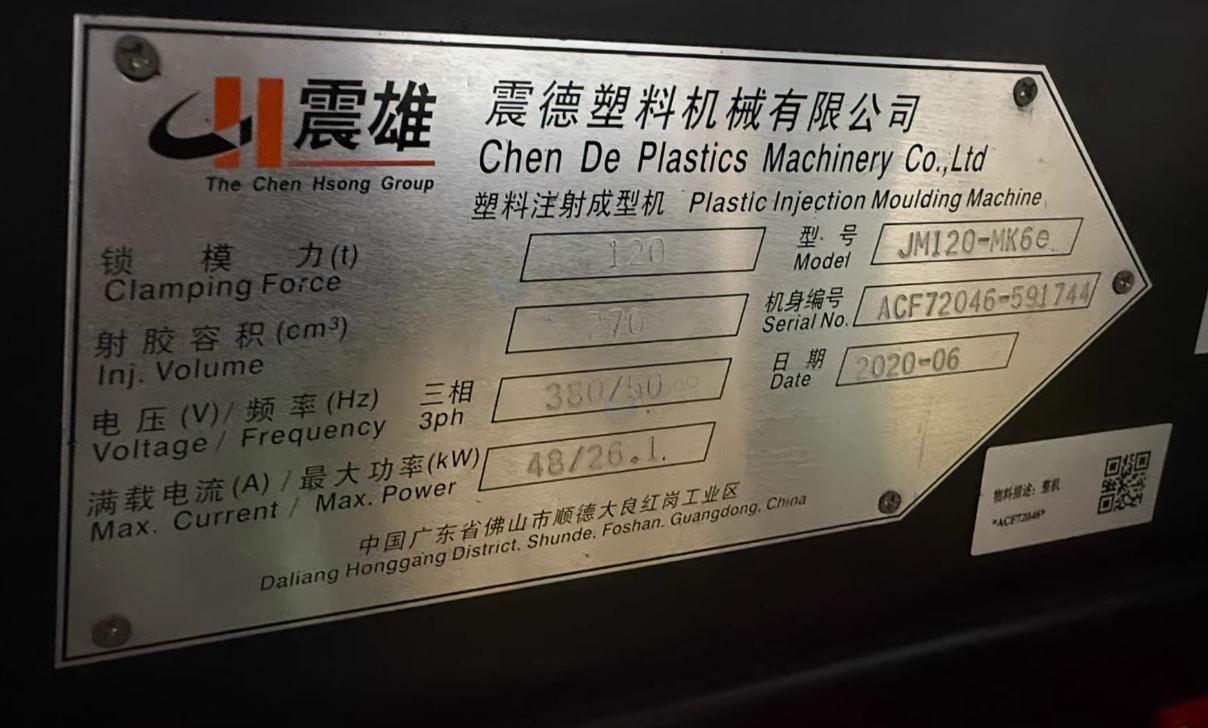 震雄
The Chen Hsong Group
震德塑料机械有限公司
Chen De Plastics Machinery Co.,Ltd
塑料注射成型机 Plastic Injection Moulding Machine
锁模力(t) 120
Clamping Force
型号 JM120-MK6e
Model
射胶容积(cm³) 270
Inj. Volume
机身编号 ACF72046-591744
Serial No.
电压(V)/频率(Hz) 三相 380/50
Voltage / Frequency 3ph
日期 2020-06
Date
满载电流(A)/最大功率(kW) 48/26.1
Max. Current / Max. Power
中国广东省佛山市顺德大良红岗工业区
Daliang Honggang District. Shunde. Foshan. Guangdong. China
物料描述: 整机
*ACF72046*